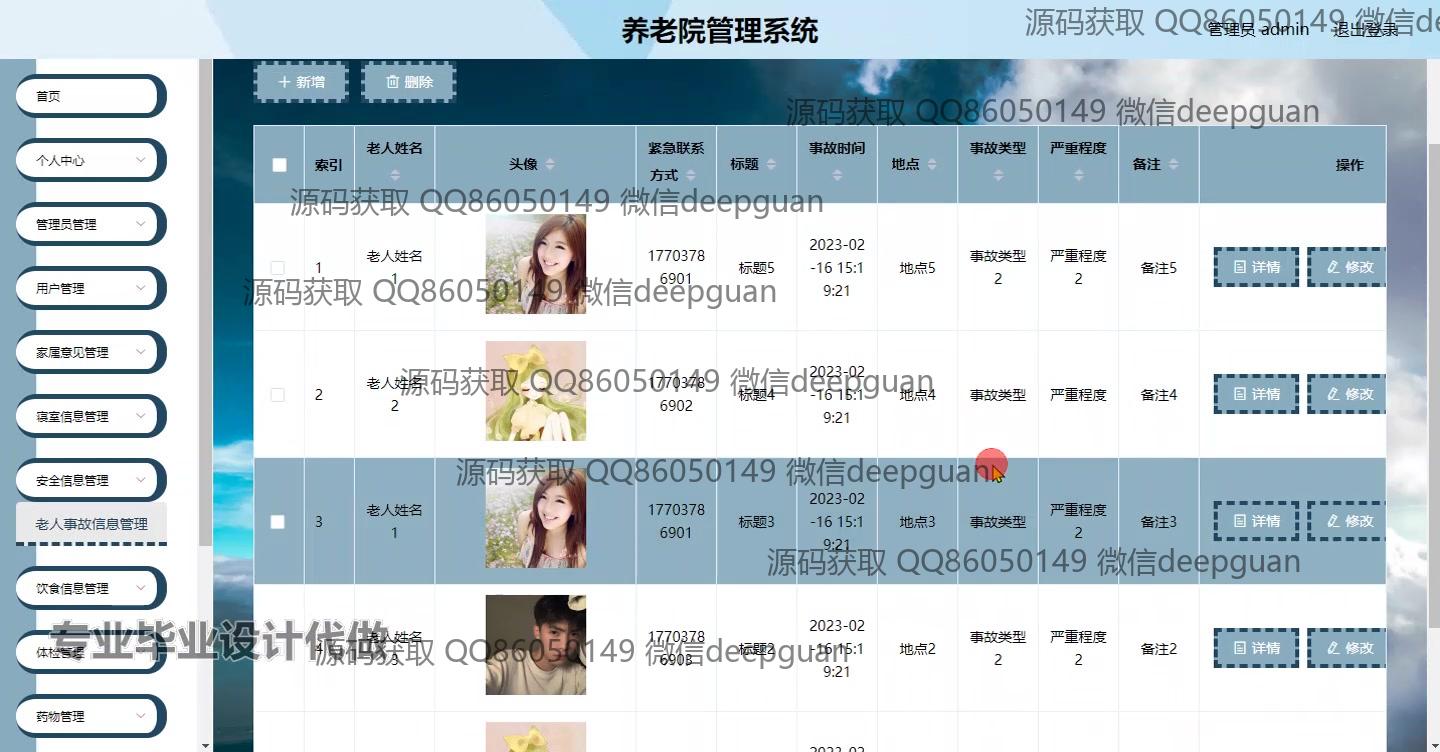 养老院管理系统
源码获取 QQ86050149 微信de
管理员 admin
退出登录
首页
个人中心
管理员管理
用户管理
家属意见管理
寝室信息管理
安全信息管理
老人事故信息管理
饮食信息管理
体检管理
药物管理
新增
删除
源码获取 QQ86050149 微信deepguan
索引
老人姓名
头像
紧急联系
方式
标题
事故时间
地点
事故类型
严重程度
备注
操作
源码获取 QQ86050149 微信deepguan
1
老人姓名
1
1770378
6901
标题5
2023-02
-16 15:1
9:21
地点5
事故类型
2
严重程度
2
备注5
详情
修改
源码获取 QQ86050149 微信deepguan
2
老人姓名
2
1770378
6902
标题4
2023-02
-16 15:1
9:21
地点4
事故类型
严重程度
备注4
详情
修改
源码获取 QQ86050149 微信deepguan
源码获取 QQ86050149 微信deepguan
3
老人姓名
1
1770378
6901
标题3
2023-02
-16 15:1
9:21
地点3
事故类型
严重程度
2
备注3
详情
修改
源码获取 QQ86050149 微信deepguan
专业毕业设计代做
4
老人姓名
3
1770378
6903
标题2
2023-02
-16 15:1
9:21
地点2
事故类型
2
严重程度
2
备注2
详情
修改
源码获取 QQ86050149 微信deepguan
2023-02